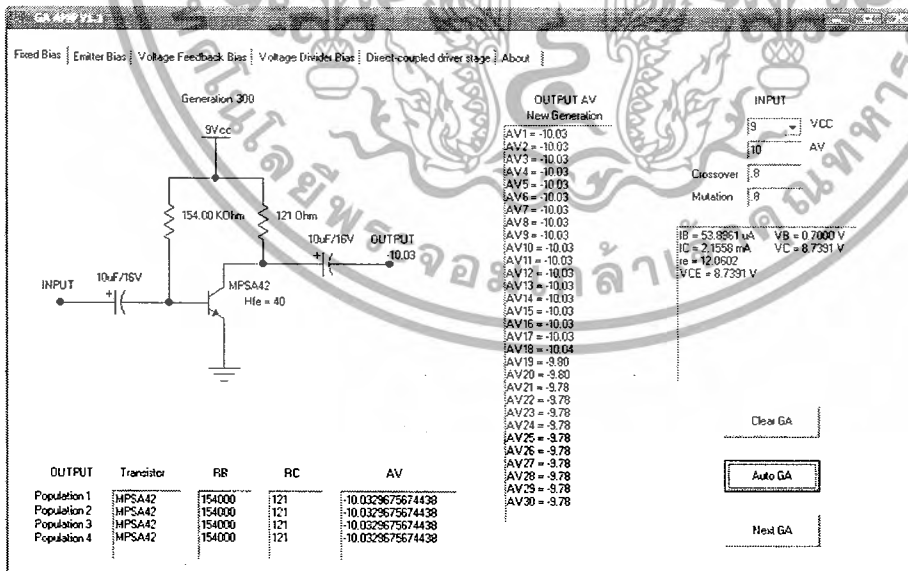 Fixed Bias | Emitter Bias | Voltage Feedback Bias | Voltage Divider Bias | Direct-coupled driver stage | About
Generation 300
9Vcc
154.00 KOhm
121 Ohm
10uF/16V
OUTPUT
-10.03
10uF/16V
INPUT
MPSA42
Hfe = 40
OUTPUT AV
New Generation
AV1 = -10.03
AV2 = -10.03
AV3 = -10.03
AV4 = -10.03
AV5 = -10.03
AV6 = -10.03
AV7 = -10.03
AV8 = -10.03
AV9 = -10.03
AV10 = -10.03
AV11 = -10.03
AV12 = -10.03
AV13 = -10.03
AV14 = -10.03
AV15 = -10.03
AV16 = -10.03
AV17 = -10.03
AV18 = -10.04
AV19 = -9.80
AV20 = -9.80
AV21 = -9.78
AV22 = -9.78
AV23 = -9.78
AV24 = -9.78
AV25 = -9.78
AV26 = -9.78
AV27 = -9.78
AV28 = -9.78
AV29 = -9.78
AV30 = -9.78
INPUT
9 VCC
10 AV
Crossover .8
Mutation .8
IB = 53.8961 uA VB = 0.7000 V
IC = 2.1558 mA VC = 8.7391 V
re = 12.0602
VCE = 8.7391 V
Clear GA
Auto GA
Next GA
OUTPUT Transistor RB RC AV
Population 1 MPSA42 154000 121 -10.0329675674438
Population 2 MPSA42 154000 121 -10.0329675674438
Population 3 MPSA42 154000 121 -10.0329675674438
Population 4 MPSA42 154000 121 -10.0329675674438